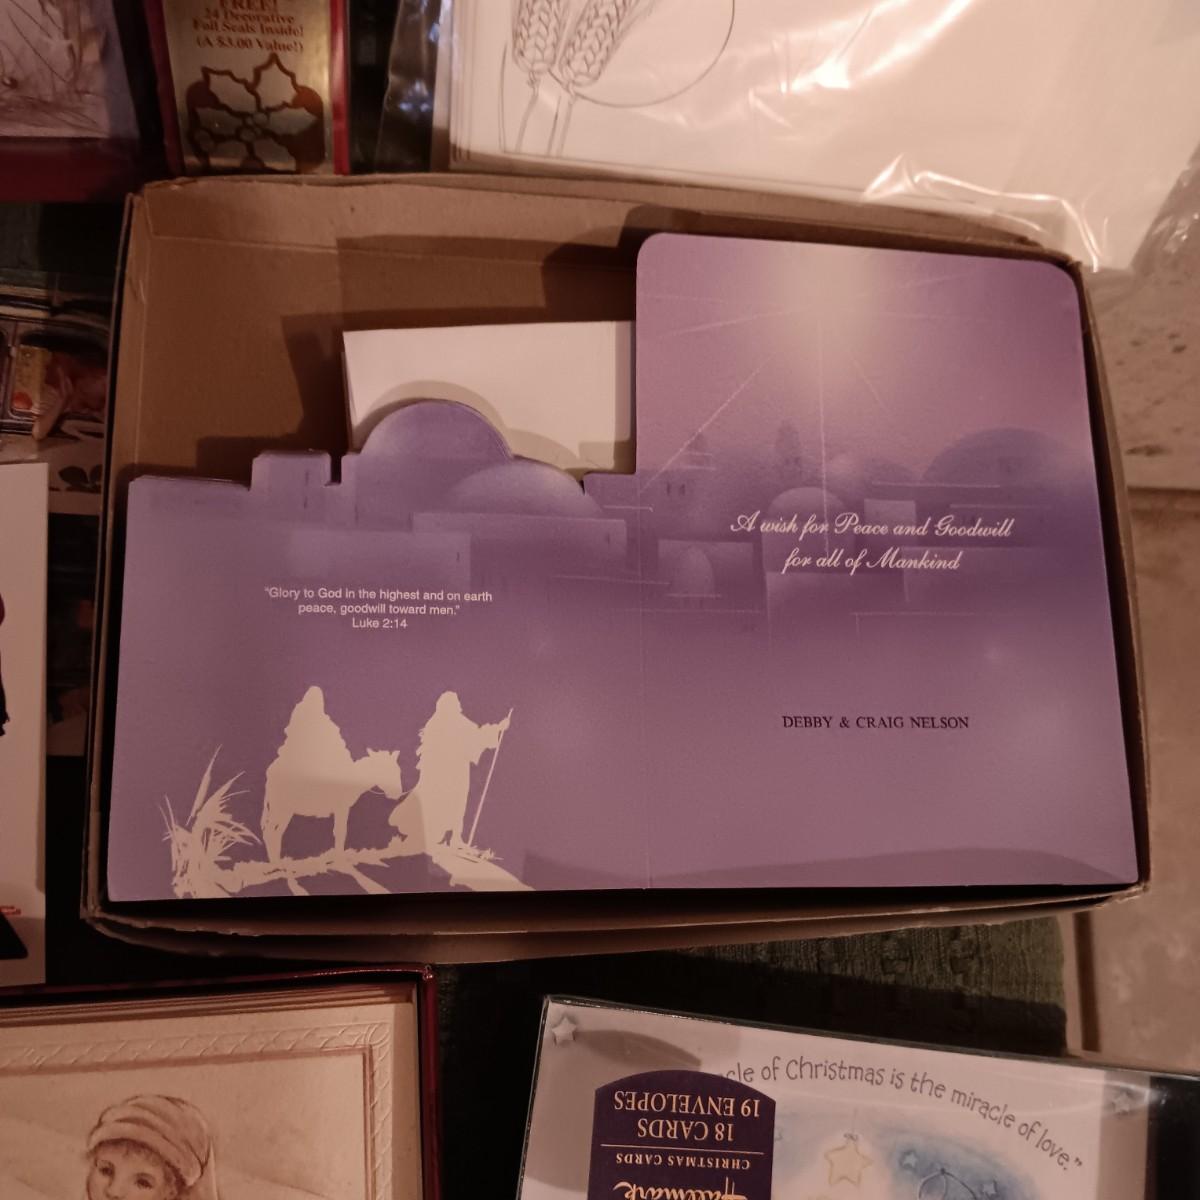 FREE!
24 Decorative
Foil Seals Inside!
(A $3.00 Value!)
A wish for Peace and Goodwill
for all of Mankind
"Glory to God in the highest and on earth
peace, goodwill toward men."
Luke 2:14
DEBBY & CRAIG NELSON
of Christmas is the miracle of love."
Hallmark
CHRISTMAS CARDS
18 CARDS
19 ENVELOPES